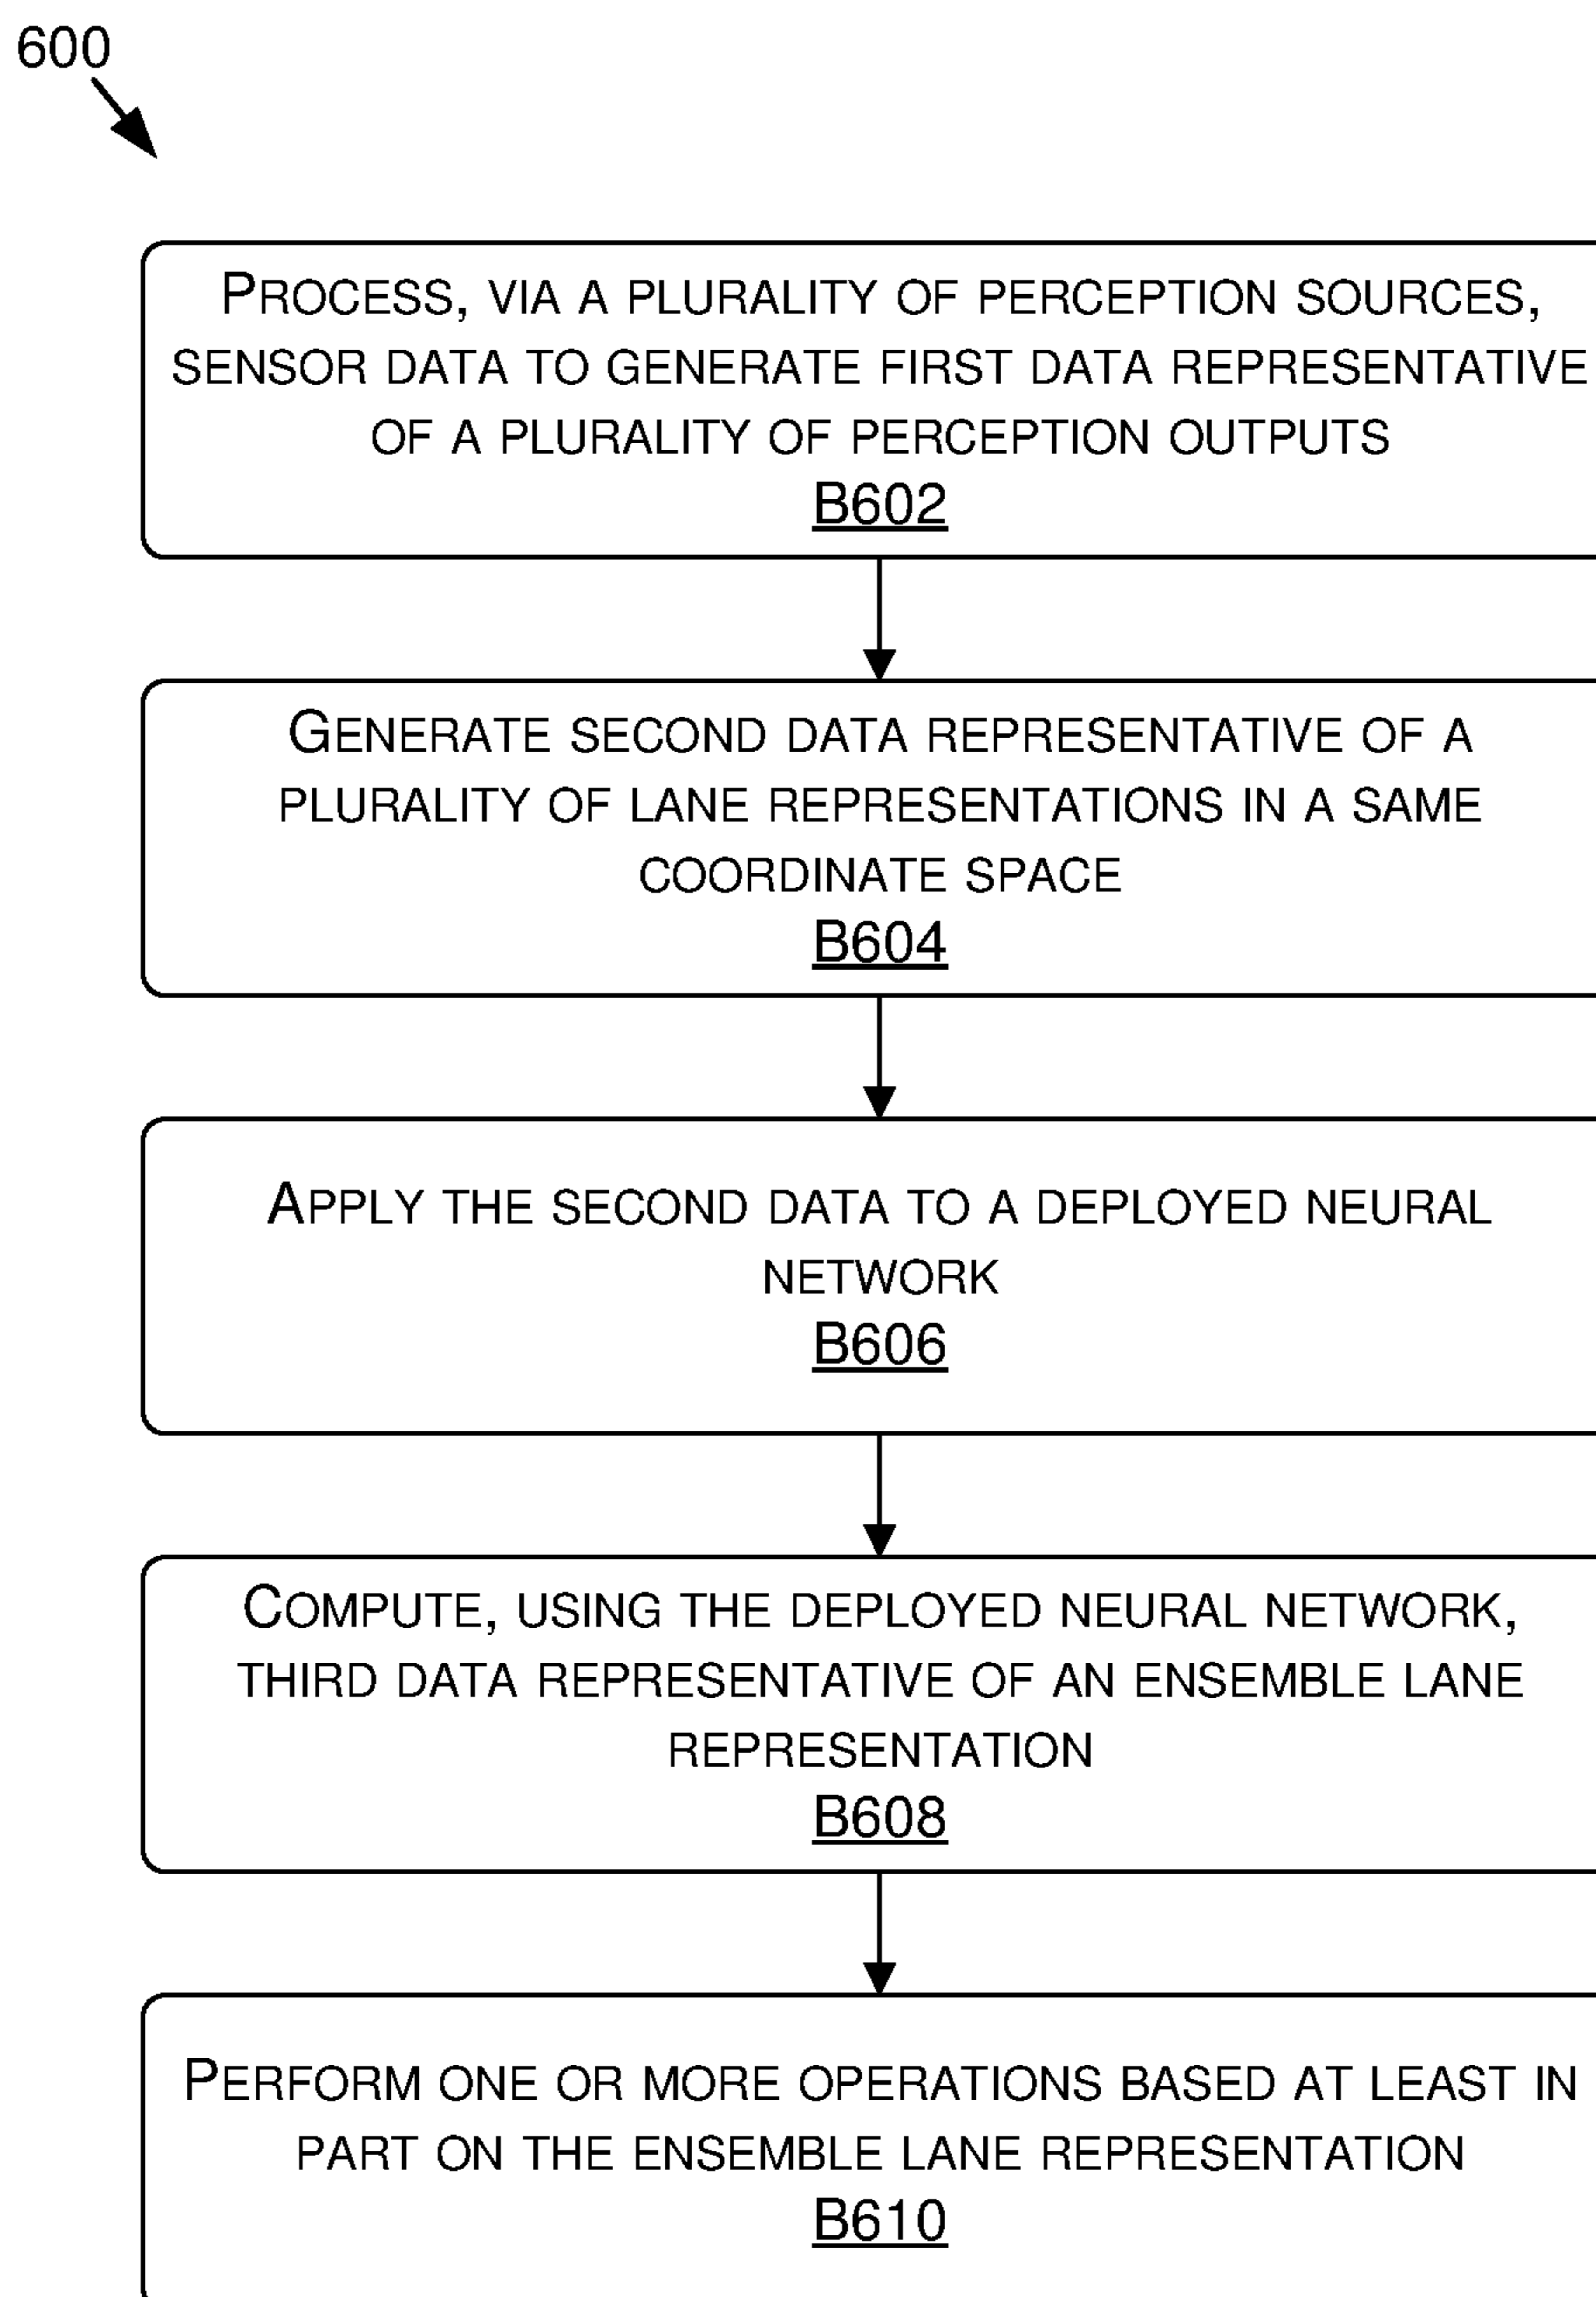 600
PROCESS, VIA A PLURALITY OF PERCEPTION SOURCES,
SENSOR DATA TO GENERATE FIRST DATA REPRESENTATIVE
OF A PLURALITY OF PERCEPTION OUTPUTS
B602
GENERATE SECOND DATA REPRESENTATIVE OF A
PLURALITY OF LANE REPRESENTATIONS IN A SAME
COORDINATE SPACE
B604
APPLY THE SECOND DATA TO A DEPLOYED NEURAL
NETWORK
B606
COMPUTE, USING THE DEPLOYED NEURAL NETWORK,
THIRD DATA REPRESENTATIVE OF AN ENSEMBLE LANE
REPRESENTATION
B608
PERFORM ONE OR MORE OPERATIONS BASED AT LEAST IN
PART ON THE ENSEMBLE LANE REPRESENTATION
B610